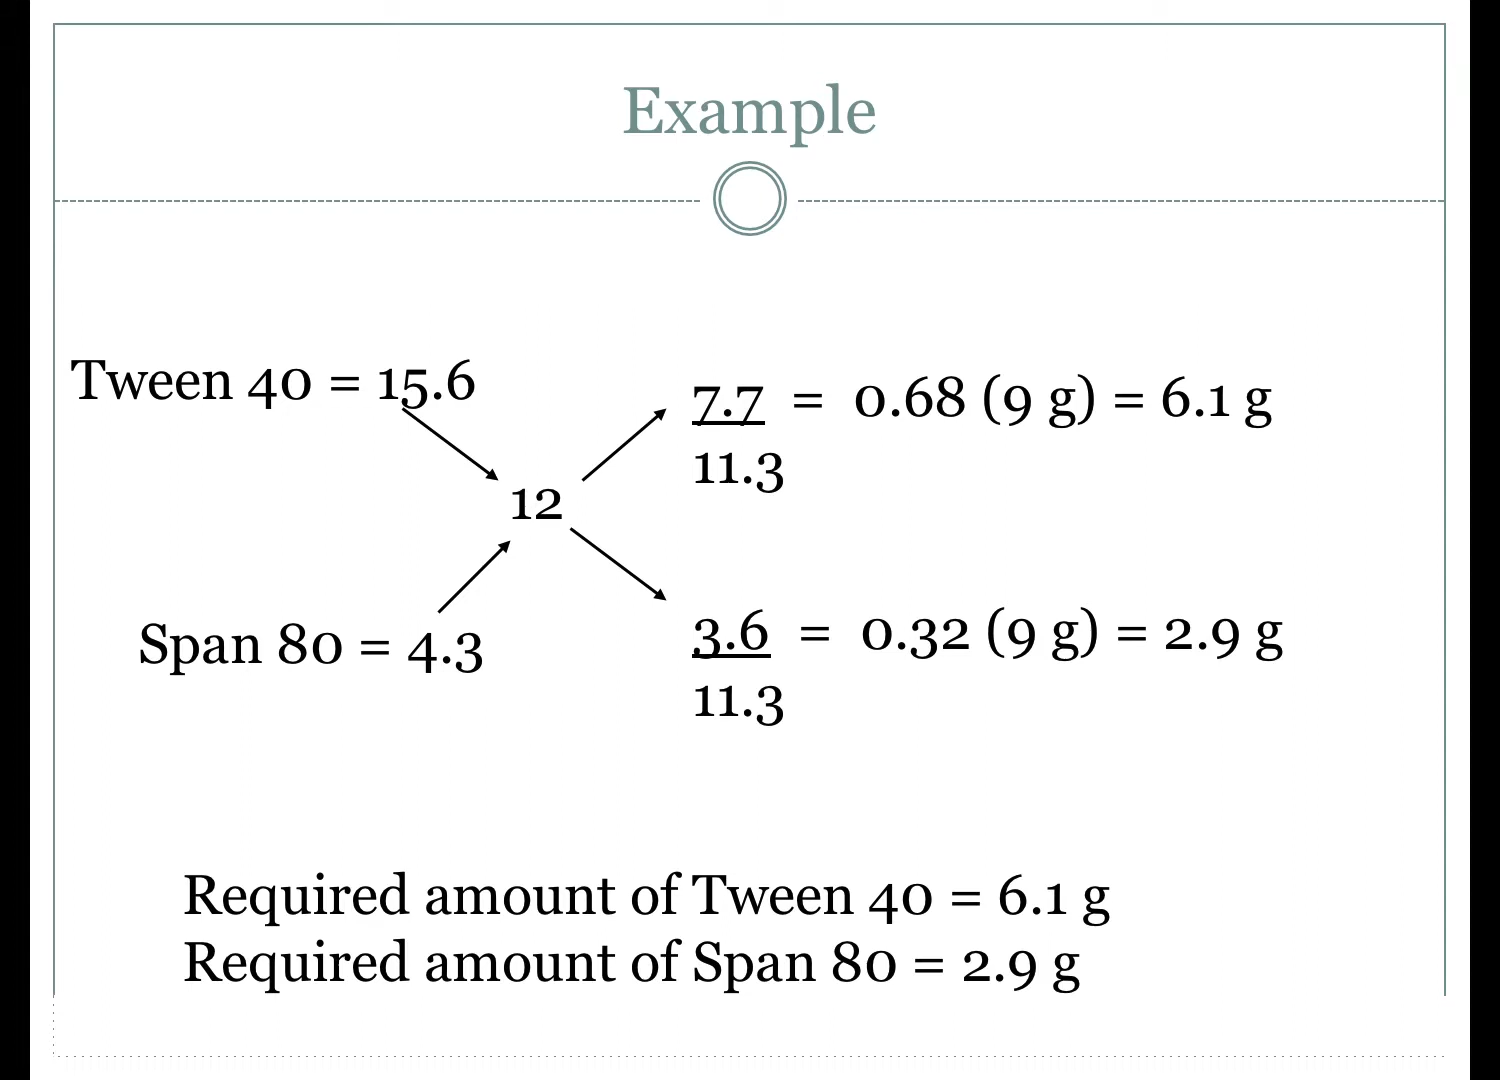 Example
Tween 40 = 15.6
7.7 = 0.68 (9 g) = 6.1 g
11.3
12
Span 80 = 4.3
3.6 = 0.32 (9 g) = 2.9 g
11.3
Required amount of Tween 40 = 6.1 g
Required amount of Span 80 = 2.9 g